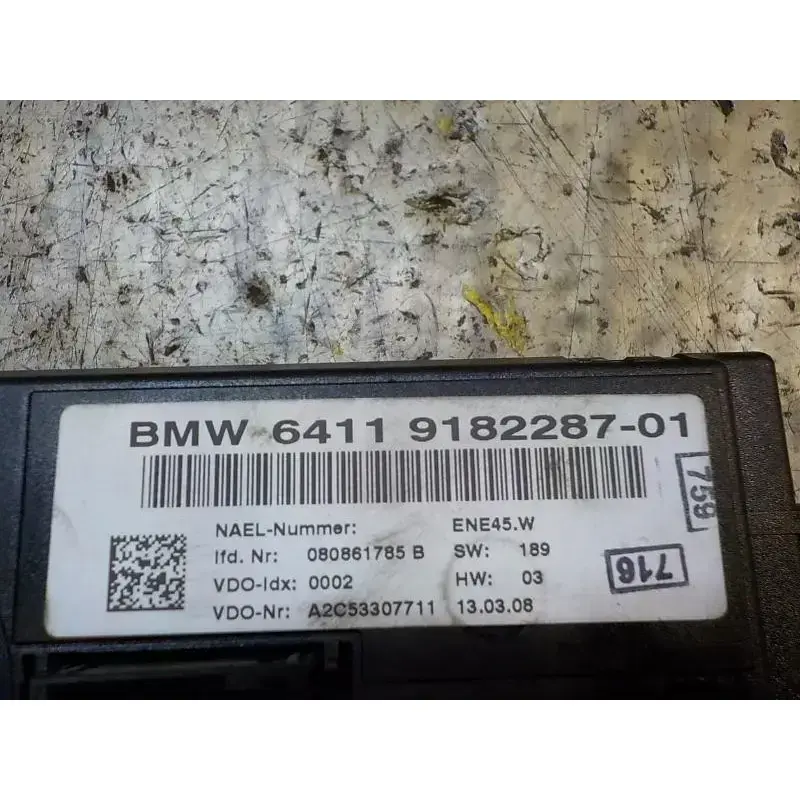 BMW 6411 9182287-01
NAEL-Nummer: ENE45.W
lfd. Nr: 080861785 B SW: 189
VDO-Idx: 0002 HW: 03
VDO-Nr: A2C53307711 13.03.08
759
716